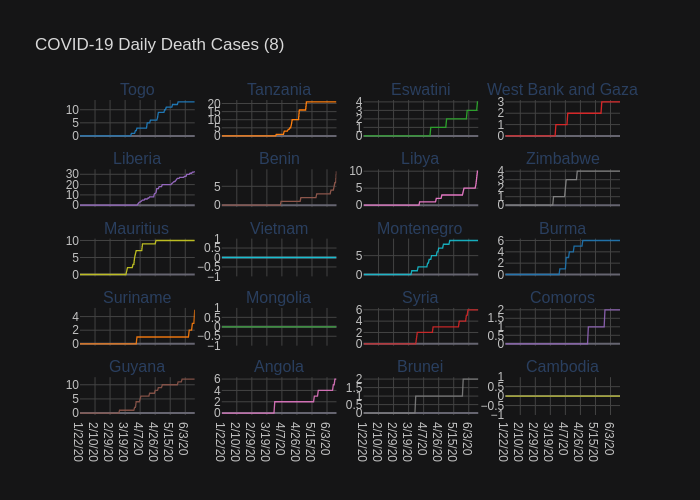 COVID-19 Daily Death Cases (8)
Togo Tanzania Eswatini West Bank and Gaza
10 5 0
20 15 10 5 0
4 3 2 1 0
3 2 1 0
Liberia Benin Libya Zimbabwe
30 20 10 0
5 0
10 5 0
4 3 2 1 0
Mauritius Vietnam Montenegro Burma
10 5 0
1 0.5 0 −0.5 −1
5 0
6 4 2 0
Suriname Mongolia Syria Comoros
4 2 0
1 0.5 0 −0.5 −1
6 4 2 0
2 1.5 1 0.5 0
Guyana Angola Brunei Cambodia
10 5 0
6 4 2 0
2 1.5 1 0.5 0
1 0.5 0 −0.5 −1
1/22/20 2/10/20 2/29/20 3/19/20 4/7/20 4/26/20 5/15/20 6/3/20
1/22/20 2/10/20 2/29/20 3/19/20 4/7/20 4/26/20 5/15/20 6/3/20
1/22/20 2/10/20 2/29/20 3/19/20 4/7/20 4/26/20 5/15/20 6/3/20
1/22/20 2/10/20 2/29/20 3/19/20 4/7/20 4/26/20 5/15/20 6/3/20